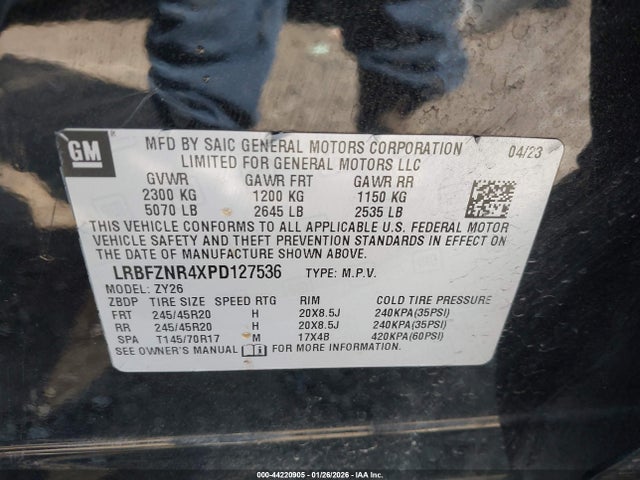 GM
MFD BY SAIC GENERAL MOTORS CORPORATION 04/23
LIMITED FOR GENERAL MOTORS LLC
GVWR GAWR FRT GAWR RR
2300 KG 1200 KG 1150 KG
5070 LB 2645 LB 2535 LB
THIS VEHICLE CONFORMS TO ALL APPLICABLE U.S. FEDERAL MOTOR
VEHICLE SAFETY AND THEFT PREVENTION STANDARDS IN EFFECT ON
THE DATE OF MANUFACTURE SHOWN ABOVE.
LRBFZNR4XPD127536 TYPE: M.P.V.
MODEL: ZY26
ZBDP TIRE SIZE SPEED RTG RIM COLD TIRE PRESSURE
FRT 245/45R20 H 20X8.5J 240KPA(35PSI)
RR 245/45R20 H 20X8.5J 240KPA(35PSI)
SPA T145/70R17 M 17X4B 420KPA(60PSI)
SEE OWNER'S MANUAL FOR ADDITIONAL INFORMATION.
000-44220905 - 01/26/2026 - IAA Inc.